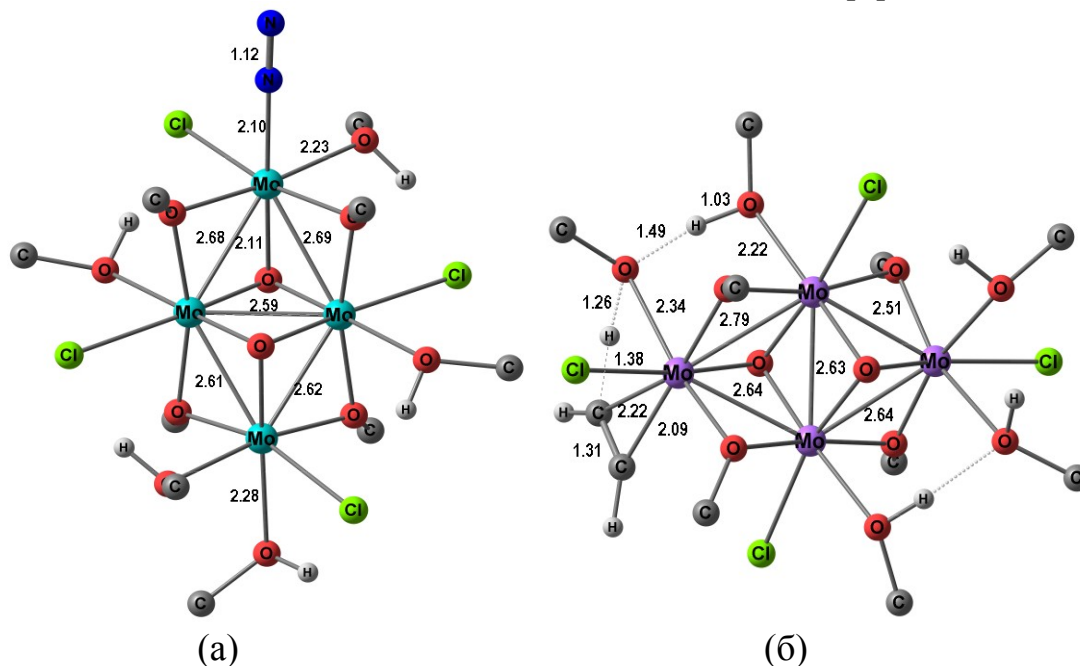 N
1.12
N
2.10
Cl
C
2.23
O
H
Mo
C
O
C
H
2.68
2.11
2.69
C
O
O
Cl
2.59
Mo
Mo
O
Cl
O
C
2.61
2.62
H
O
O
C
C
Mo
H
O
C
2.28
Cl
O
H
C
(а)
C
Cl
1.03
O
H
1.49
C
2.22
C
O
H
O
C
O
O
C
Mo
O
2.51
1.26
2.34
2.79
H
O
2.63
O
Mo
Cl
Cl
1.38
Mo
2.64
2.64
H
C
2.22
H
1.31
2.09
O
Mo
O
O
C
C
C
C
H
H
O
Cl
C
(б)